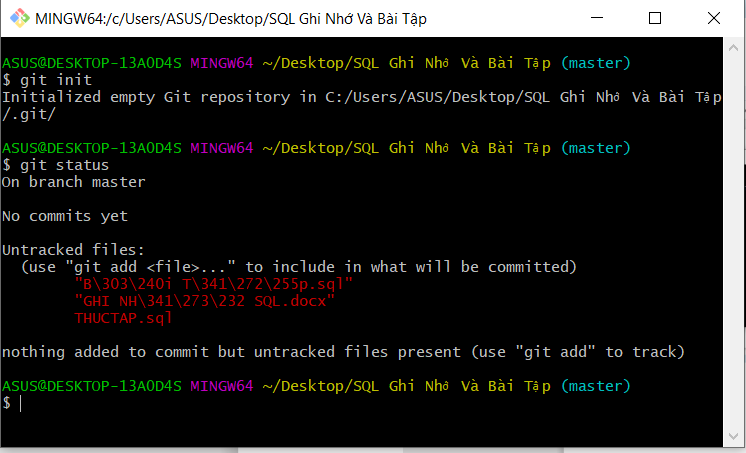 MINGW64:/c/Users/ASUS/Desktop/SQL Ghi Nhớ Và Bài Tập
ASUS@DESKTOP-13A0D4S MINGW64 ~/Desktop/SQL Ghi Nhớ Và Bài Tập (master)
$ git init
Initialized empty Git repository in C:/Users/ASUS/Desktop/SQL Ghi Nhớ Và Bài Tập
/.git/
ASUS@DESKTOP-13A0D4S MINGW64 ~/Desktop/SQL Ghi Nhớ Và Bài Tập (master)
$ git status
On branch master
No commits yet
Untracked files:
(use "git add <file>..." to include in what will be committed)
"B\303\240i T\341\272\255p.sql"
"GHI NH\341\273\232 SQL.docx"
THUCTAP.sql
nothing added to commit but untracked files present (use "git add" to track)
ASUS@DESKTOP-13A0D4S MINGW64 ~/Desktop/SQL Ghi Nhớ Và Bài Tập (master)
$